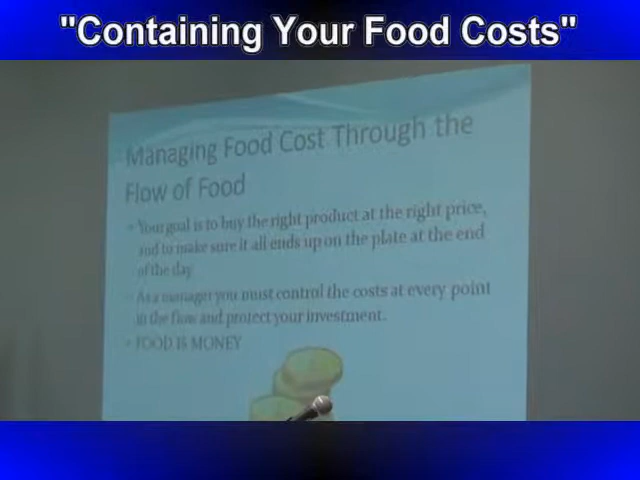 "Containing Your Food Costs"
Managing Food Cost Through the
Flow of Food
• Your goal is to buy the right product at the right price,
and to make sure it all ends up on the plate at the end
of the day
• As a manager you must control the costs at every point
in the flow and protect your investment.
• FOOD IS MONEY